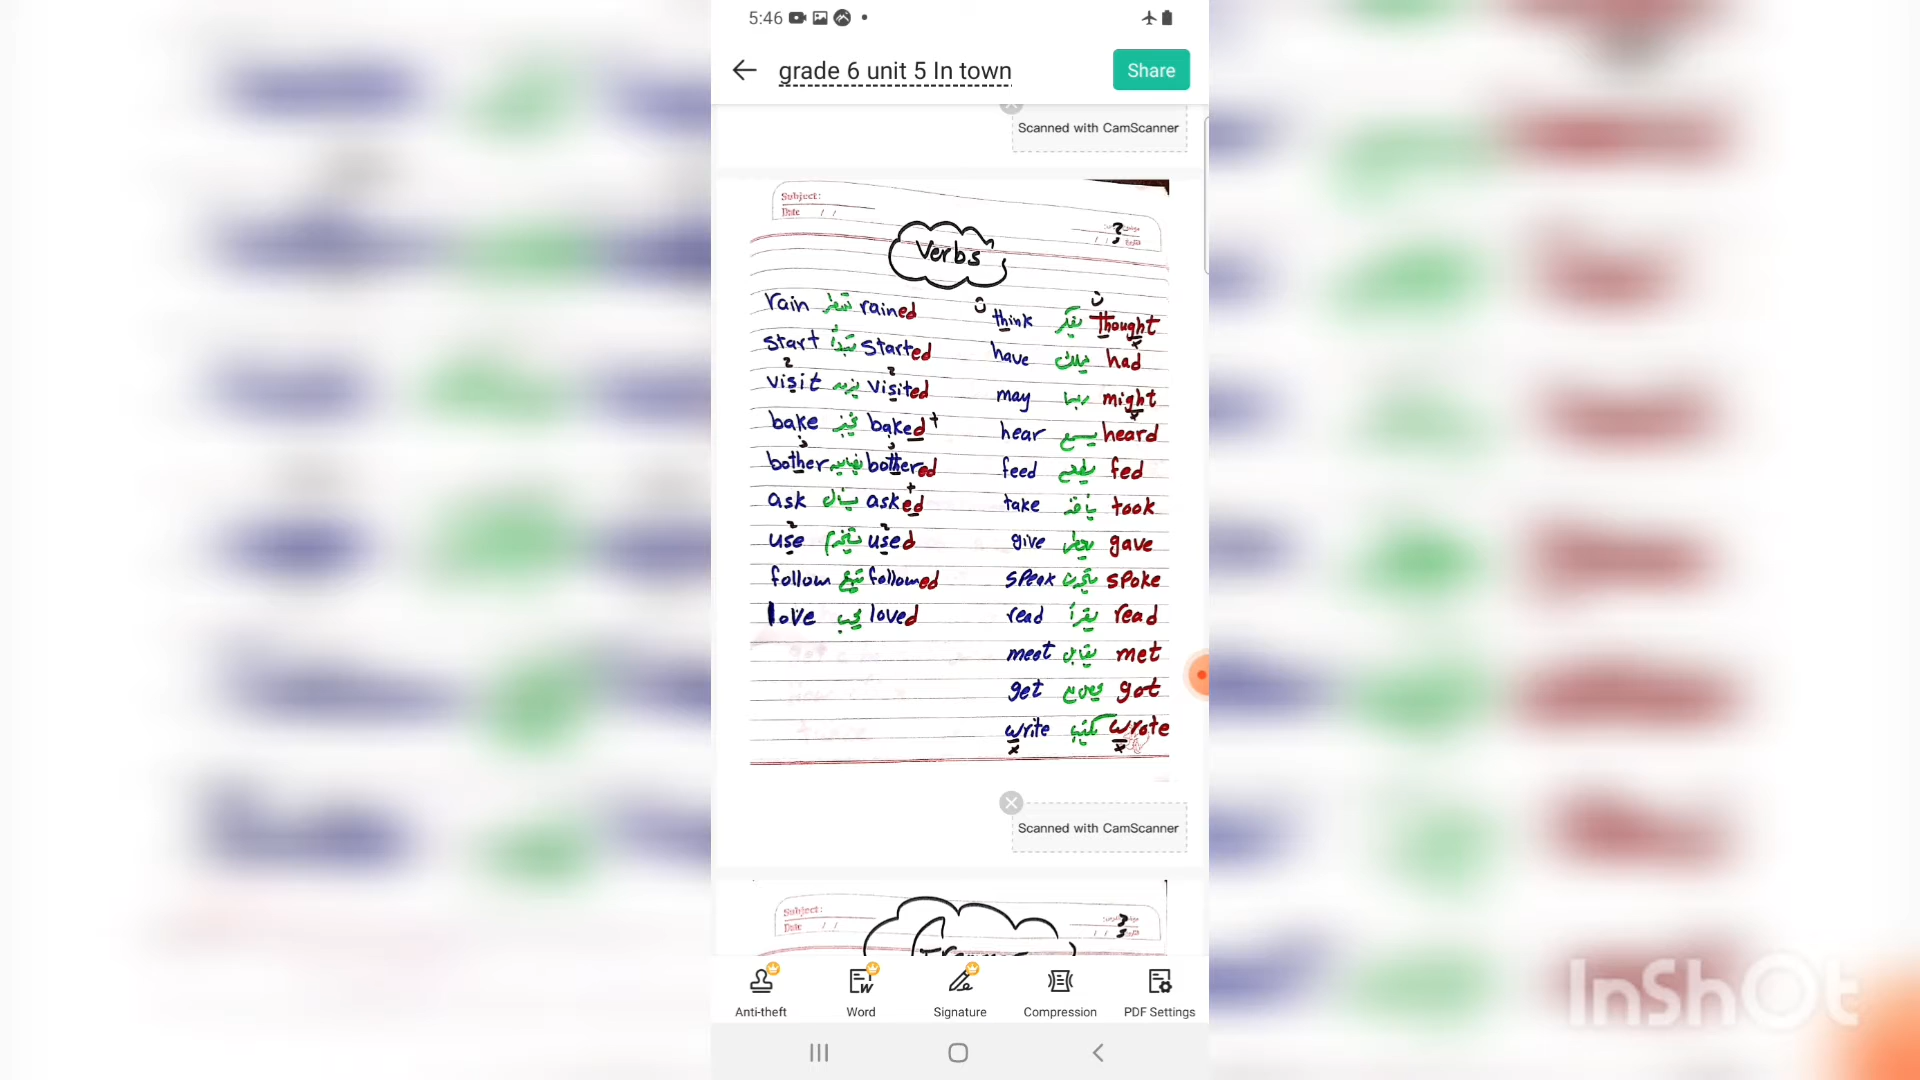 5:46
grade 6 unit 5 In town
Share
Scanned with CamScanner
Subject:
Date / /
Verbs
rain تمطر rained
start تبدأ started
visit يزور visited
bake يخبز baked t
bother يضايق bothered
ask يسأل asked t
use يستخدم used
follow يتبع followed
love يحب loved
think يفكر thought
have يملك had
may ربما might
hear يسمع heard
feed يطعم fed
take يأخذ took
give يعطي gave
speak يتحدث spoke
read يقرأ read
meet يقابل met
get got
write يكتب wrote
Scanned with CamScanner
Subject:
Date / /
Anti-theft
Word
Signature
Compression
PDF Settings
InShOt